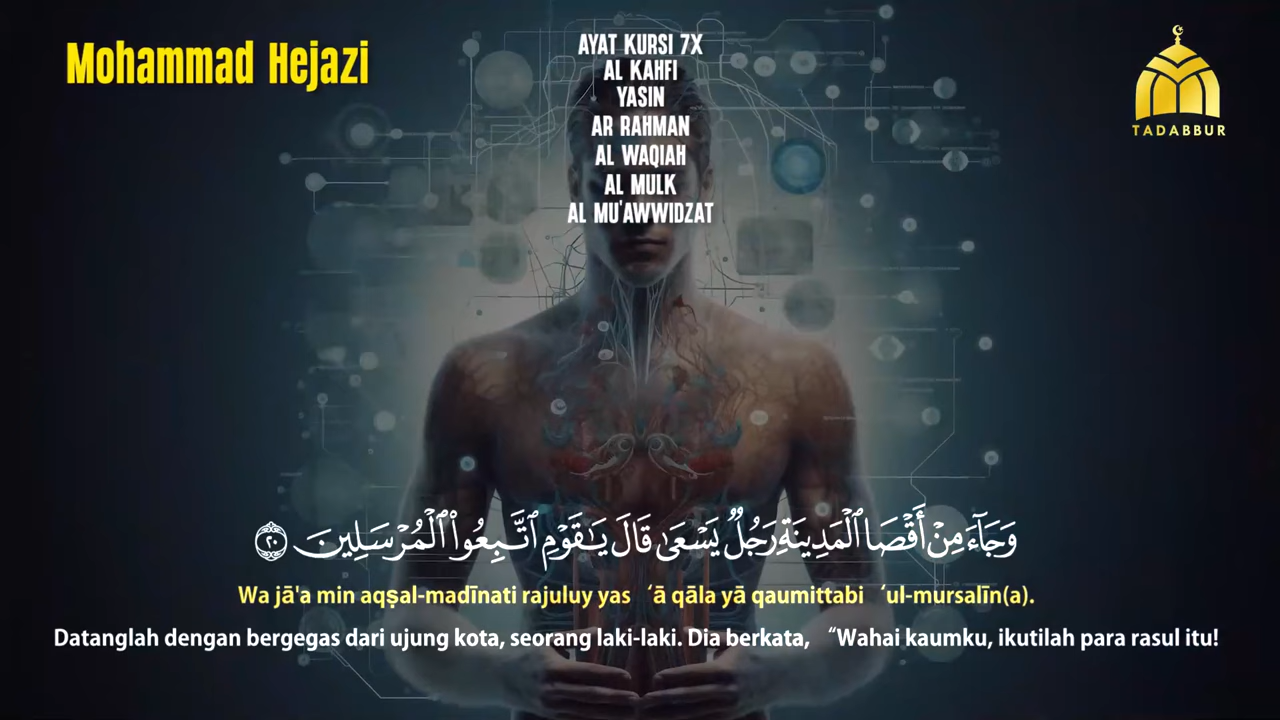 Mohammad Hejazi
AYAT KURSI 7X
AL KAHFI
YASIN
AR RAHMAN
AL WAQIAH
AL MULK
AL MU'AWWIDZAT
TADABBUR
وَجَآءَ مِنْ أَقْصَا ٱلْمَدِينَةِ رَجُلٌ يَسْعَىٰ قَالَ يَـٰقَوْمِ ٱتَّبِعُوا۟ ٱلْمُرْسَلِينَ ٢٠
Wa jā'a min aqṣal-madīnati rajuluy yas ‘ā qāla yā qaumittabi ‘ul-mursalīn(a).
Datanglah dengan bergegas dari ujung kota, seorang laki-laki. Dia berkata, “Wahai kaumku, ikutilah para rasul itu!